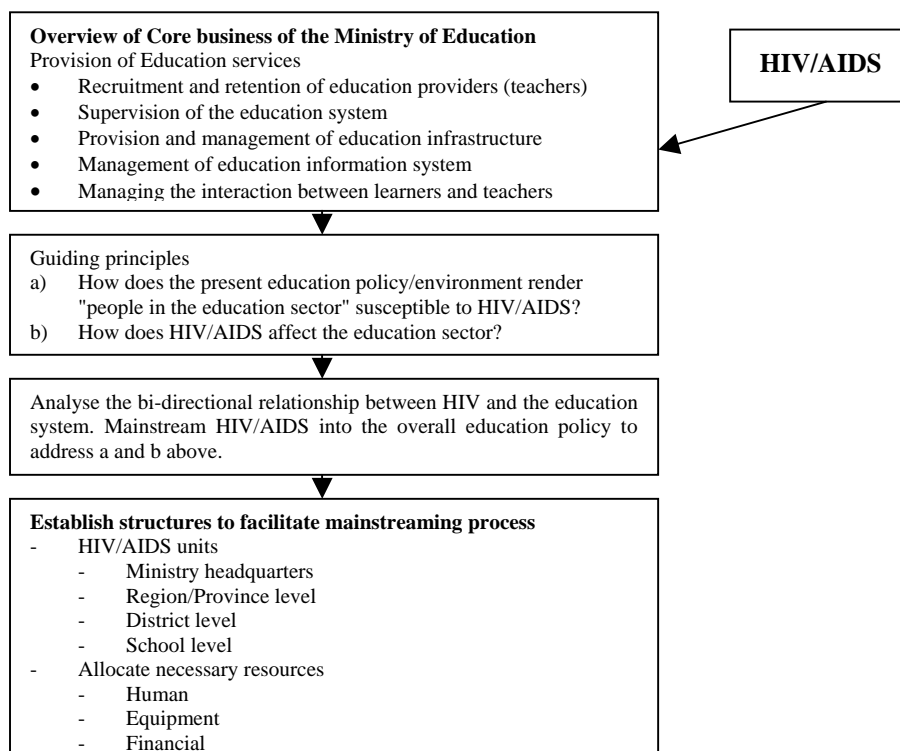 Overview of Core business of the Ministry of Education
Provision of Education services
• Recruitment and retention of education providers (teachers)
• Supervision of the education system
• Provision and management of education infrastructure
• Management of education information system
• Managing the interaction between learners and teachers
HIV/AIDS
Guiding principles
a) How does the present education policy/environment render
"people in the education sector" susceptible to HIV/AIDS?
b) How does HIV/AIDS affect the education sector?
Analyse the bi-directional relationship between HIV and the education
system. Mainstream HIV/AIDS into the overall education policy to
address a and b above.
Establish structures to facilitate mainstreaming process
- HIV/AIDS units
- Ministry headquarters
- Region/Province level
- District level
- School level
- Allocate necessary resources
- Human
- Equipment
- Financial